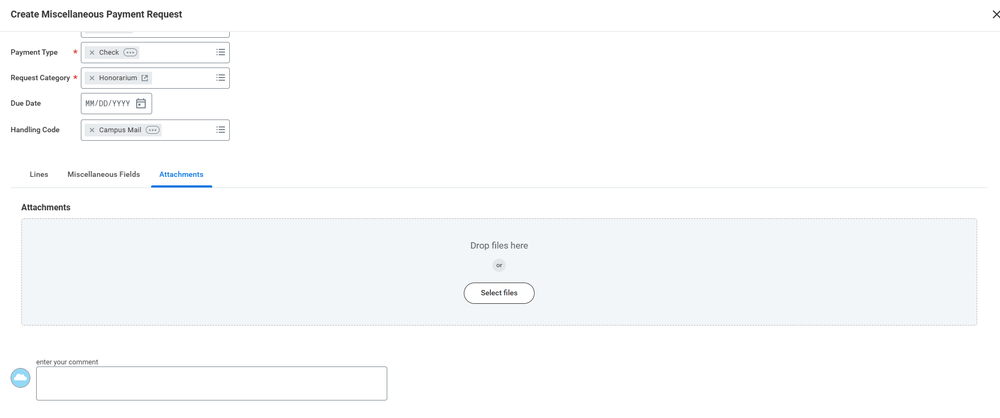 Create Miscellaneous Payment Request
Payment Type * Check
Request Category * Honorarium
Due Date MM/DD/YYYY
Handling Code Campus Mail
Lines Miscellaneous Fields Attachments
Attachments
Drop files here
or
Select files
enter your comment